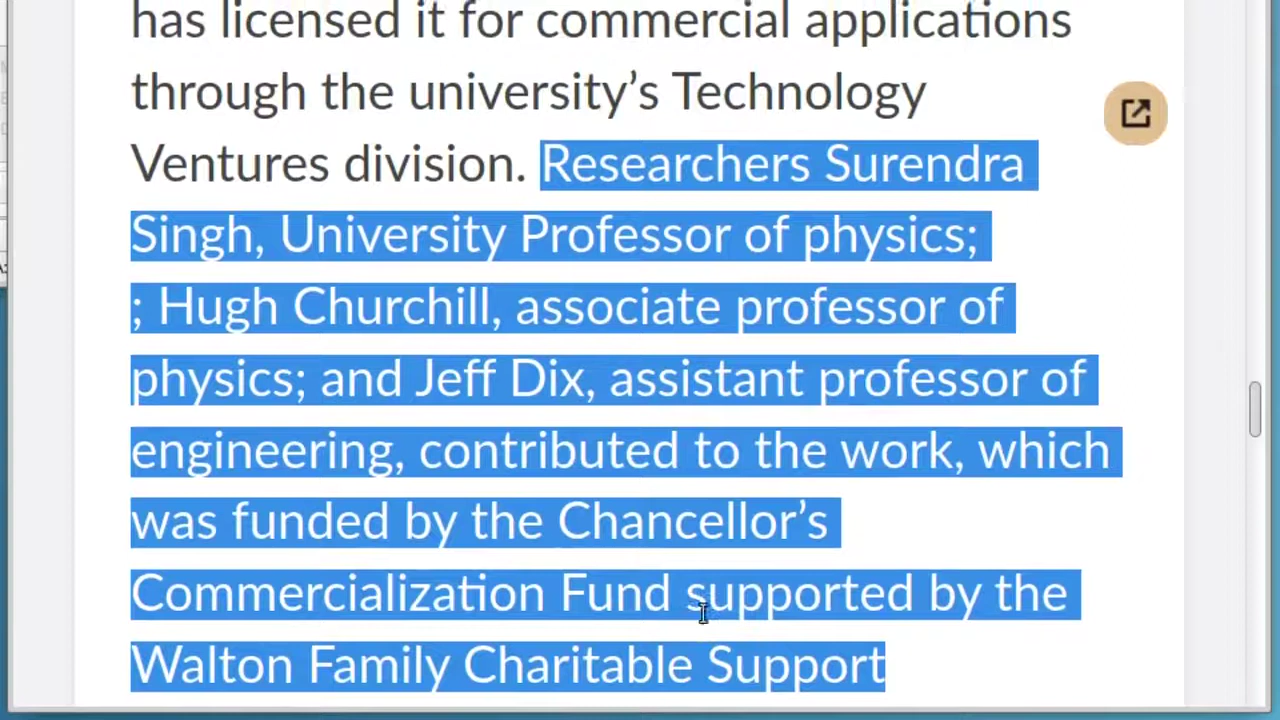 has licensed it for commercial applications
through the university’s Technology
Ventures division. Researchers Surendra
Singh, University Professor of physics;
; Hugh Churchill, associate professor of
physics; and Jeff Dix, assistant professor of
engineering, contributed to the work, which
was funded by the Chancellor’s
Commercialization Fund supported by the
Walton Family Charitable Support